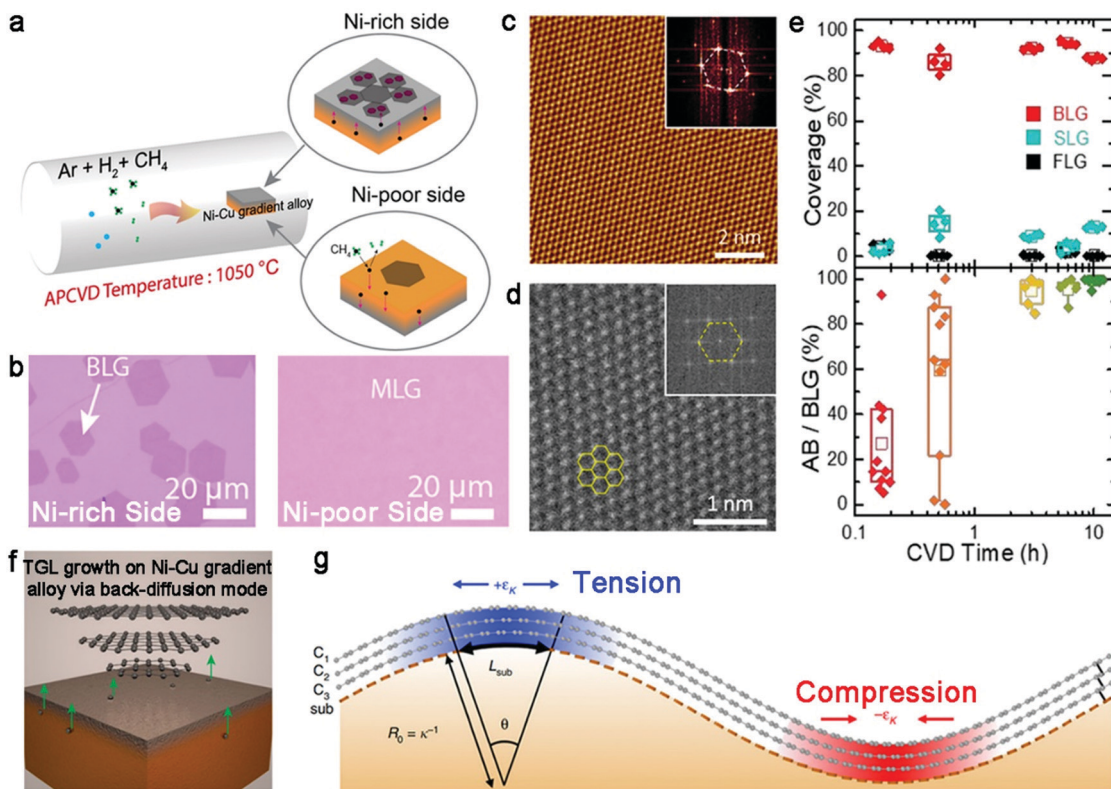 a
Ni-rich side
Ar + H₂+ CH₄
Ni-Cu gradient alloy
APCVD Temperature : 1050 °C
Ni-poor side
CH₄
b
BLG
20 µm
Ni-rich Side
MLG
20 µm
Ni-poor Side
c
2 nm
d
1 nm
e
Coverage (%)
80
60
40
20
0
BLG
SLG
FLG
AB / BLG (%)
100
80
60
40
20
0
0.1
1
10
CVD Time (h)
f
TGL growth on Ni-Cu gradient
alloy via back-diffusion mode
g
+εκ
Tension
C₁
C₂
C₃
sub
L_sub
R₀ = κ⁻¹
θ
Compression
−εκ